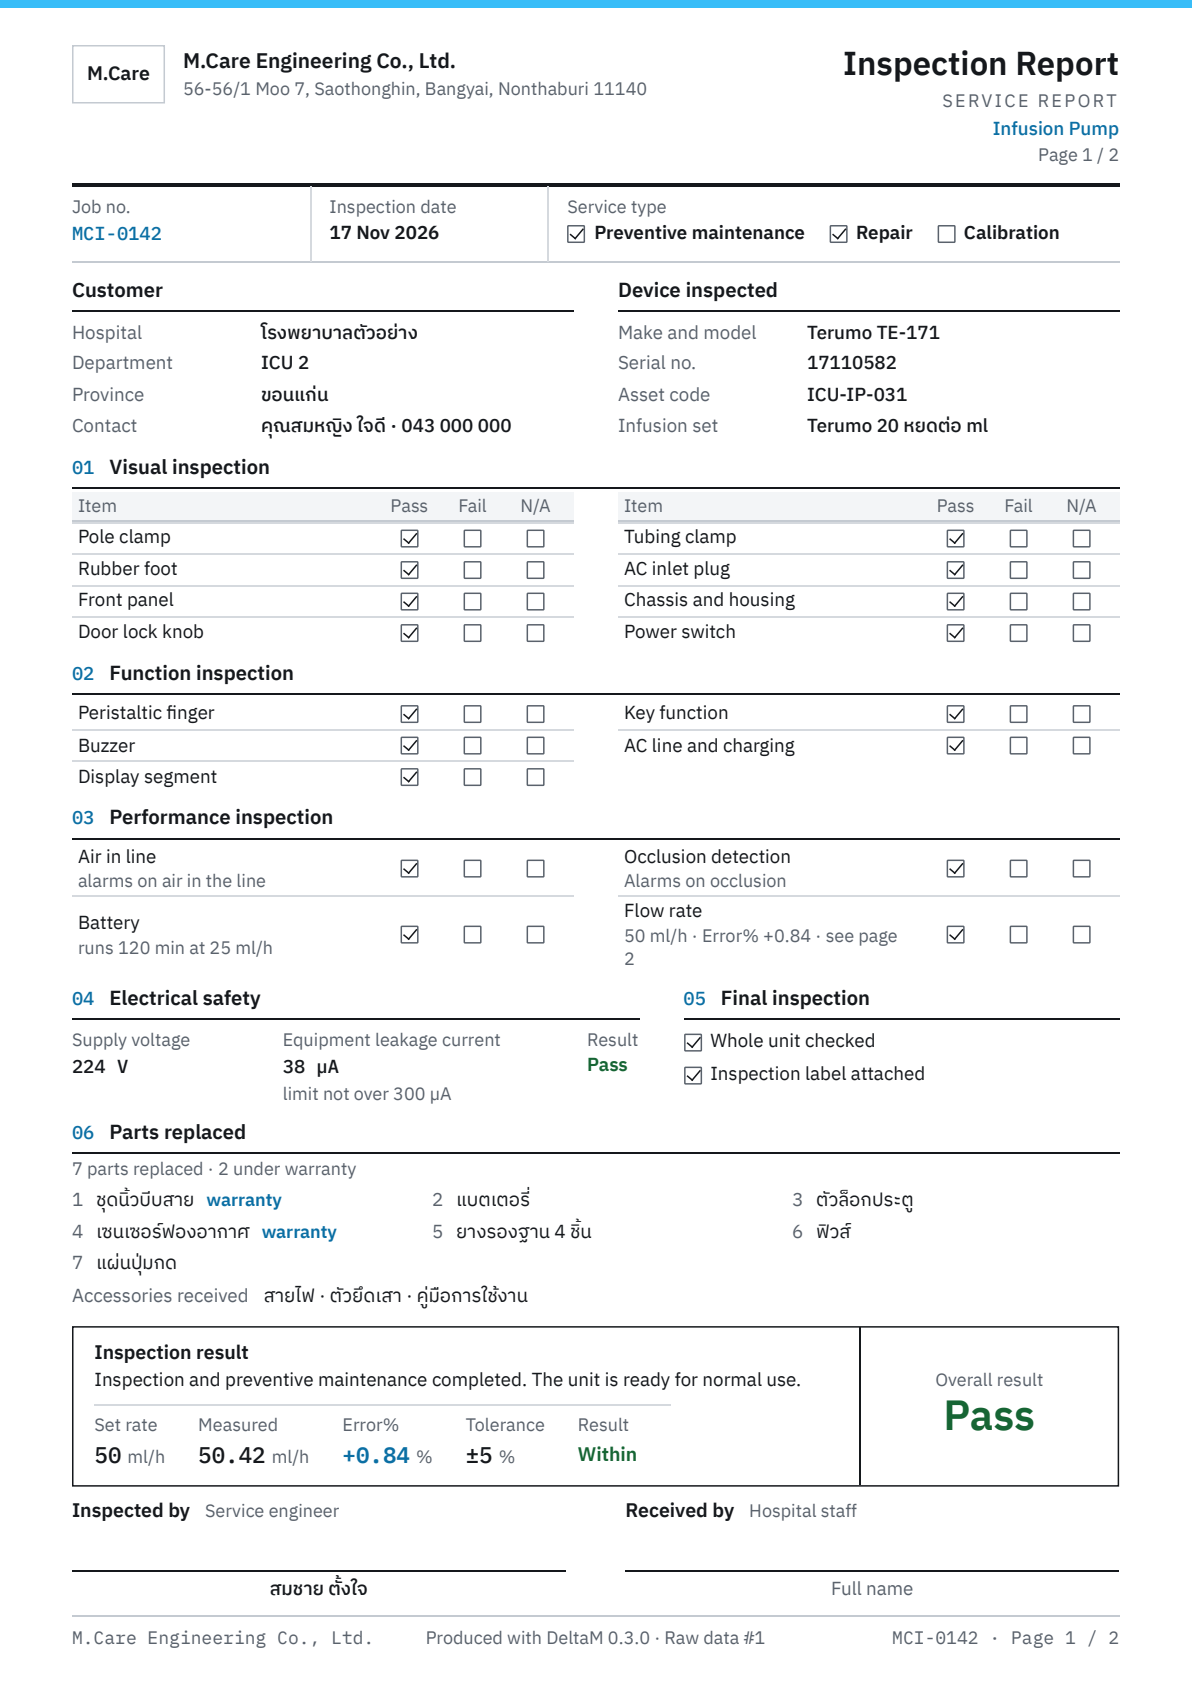 M.Care
M.Care Engineering Co., Ltd.
56-56/1 Moo 7, Saothonghin, Bangyai, Nonthaburi 11140
Inspection Report
SERVICE REPORT
Infusion Pump
Page 1 / 2
Job no.
MCI-0142
Inspection date
17 Nov 2026
Service type
Preventive maintenance Repair Calibration
Customer
Hospital โรงพยาบาลตัวอย่าง
Department ICU 2
Province ขอนแก่น
Contact คุณสมหญิง ใจดี · 043 000 000
Device inspected
Make and model Terumo TE-171
Serial no. 17110582
Asset code ICU-IP-031
Infusion set Terumo 20 หยดต่อ ml
01 Visual inspection
Item Pass Fail N/A Item Pass Fail N/A
Pole clamp Tubing clamp
Rubber foot AC inlet plug
Front panel Chassis and housing
Door lock knob Power switch
02 Function inspection
Peristaltic finger Key function
Buzzer AC line and charging
Display segment
03 Performance inspection
Air in line
alarms on air in the line
Occlusion detection
Alarms on occlusion
Battery
runs 120 min at 25 ml/h
Flow rate
50 ml/h · Error% +0.84 · see page
2
04 Electrical safety
Supply voltage Equipment leakage current Result
224 V 38 µA Pass
limit not over 300 µA
05 Final inspection
Whole unit checked
Inspection label attached
06 Parts replaced
7 parts replaced · 2 under warranty
1 ชุดนิ้วบีบสาย warranty 2 แบตเตอรี่ 3 ตัวล็อกประตู
4 เซนเซอร์ฟองอากาศ warranty 5 ยางรองฐาน 4 ชิ้น 6 ฟิวส์
7 แผ่นปุ่มกด
Accessories received สายไฟ · ตัวยึดเสา · คู่มือการใช้งาน
Inspection result
Inspection and preventive maintenance completed. The unit is ready for normal use.
Set rate Measured Error% Tolerance Result
50 ml/h 50.42 ml/h +0.84 % ±5 % Within
Overall result
Pass
Inspected by Service engineer
Received by Hospital staff
สมชาย ตั้งใจ
Full name
M.Care Engineering Co., Ltd. Produced with DeltaM 0.3.0 · Raw data #1 MCI-0142 · Page 1 / 2